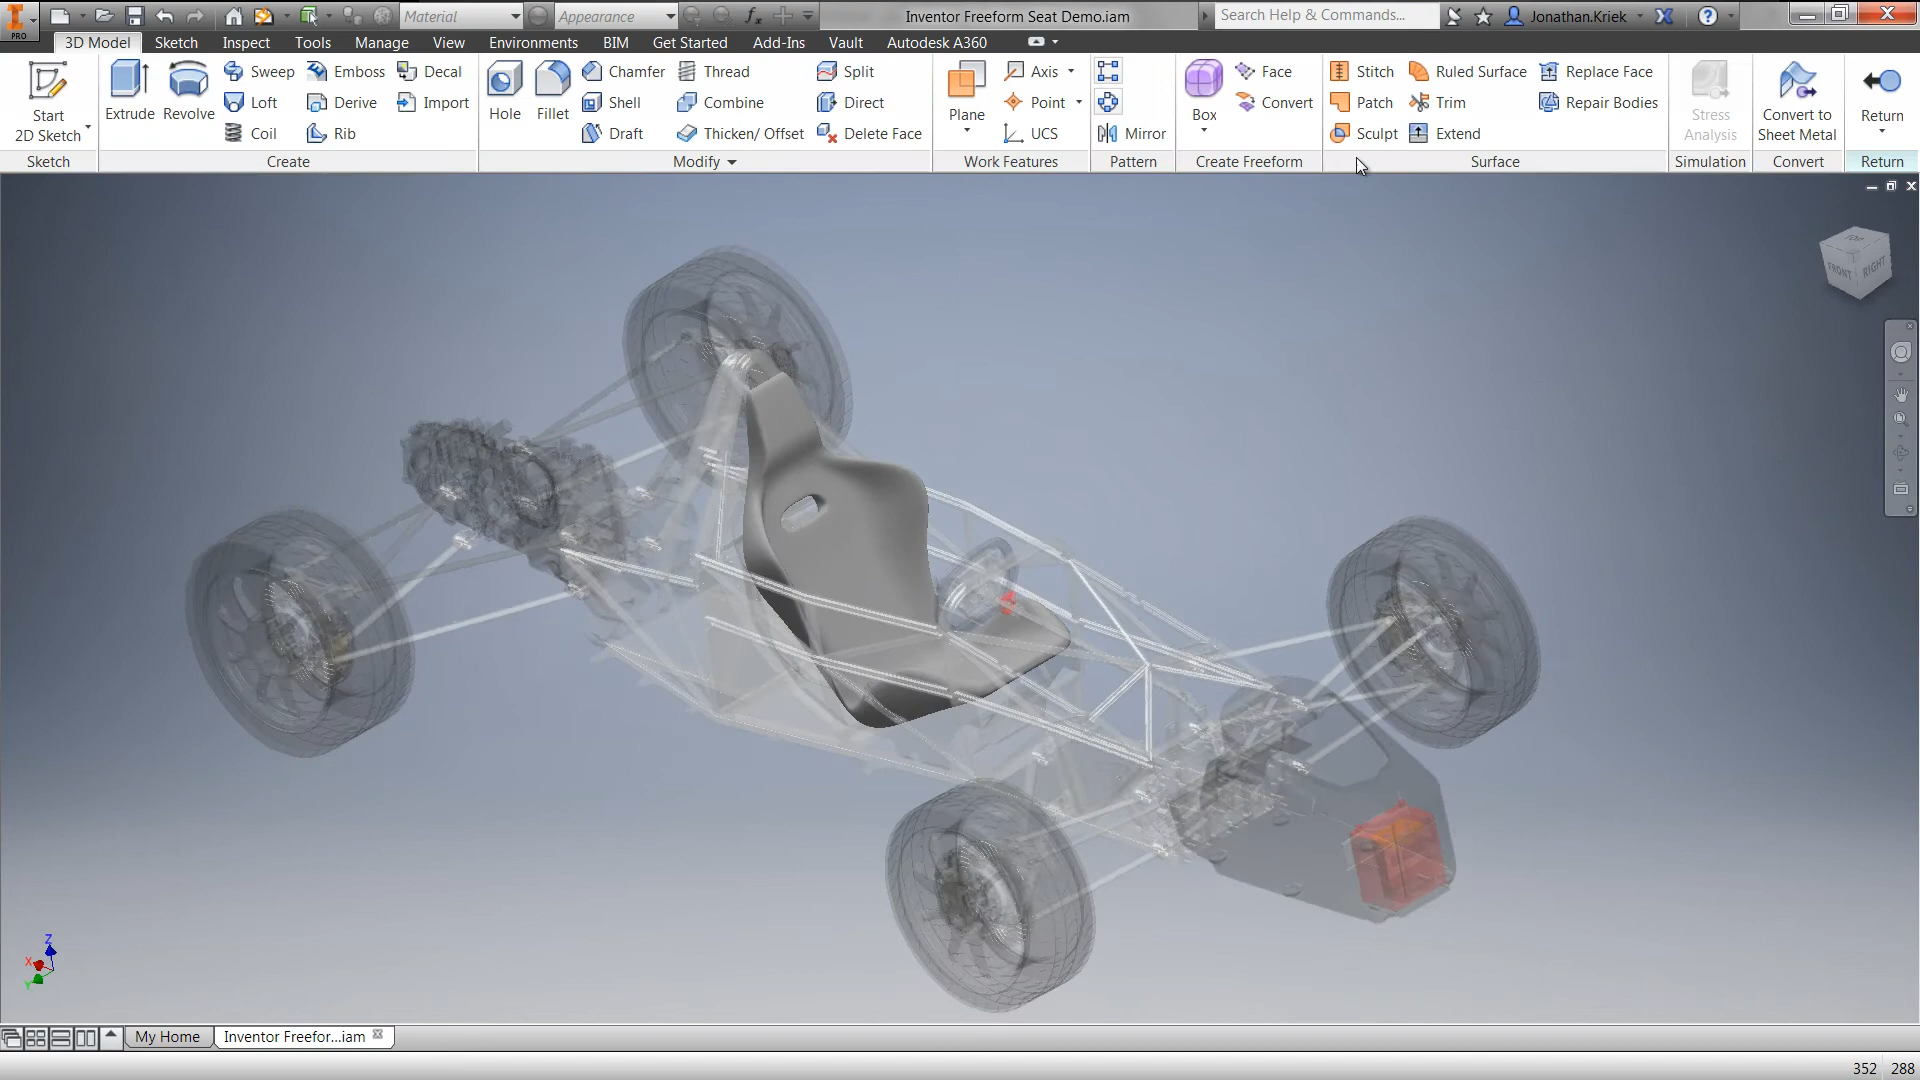 PRO
Material
Appearance
Inventor Freeform Seat Demo.iam
Search Help & Commands...
Jonathan.Kriek
3D Model Sketch Inspect Tools Manage View Environments BIM Get Started Add-Ins Vault Autodesk A360
Start
2D Sketch
Extrude
Revolve
Sweep
Loft
Coil
Emboss
Derive
Rib
Decal
Import
Hole
Fillet
Chamfer
Shell
Draft
Thread
Combine
Thicken/ Offset
Split
Direct
Delete Face
Plane
Axis
Point
UCS
Mirror
Box
Face
Convert
Stitch
Patch
Sculpt
Ruled Surface
Trim
Extend
Replace Face
Repair Bodies
Stress
Analysis
Convert to
Sheet Metal
Return
Sketch Create Modify Work Features Pattern Create Freeform Surface Simulation Convert Return
TOP
FRONT
RIGHT
Z
X
Y
My Home
Inventor Freefor...iam
352 288